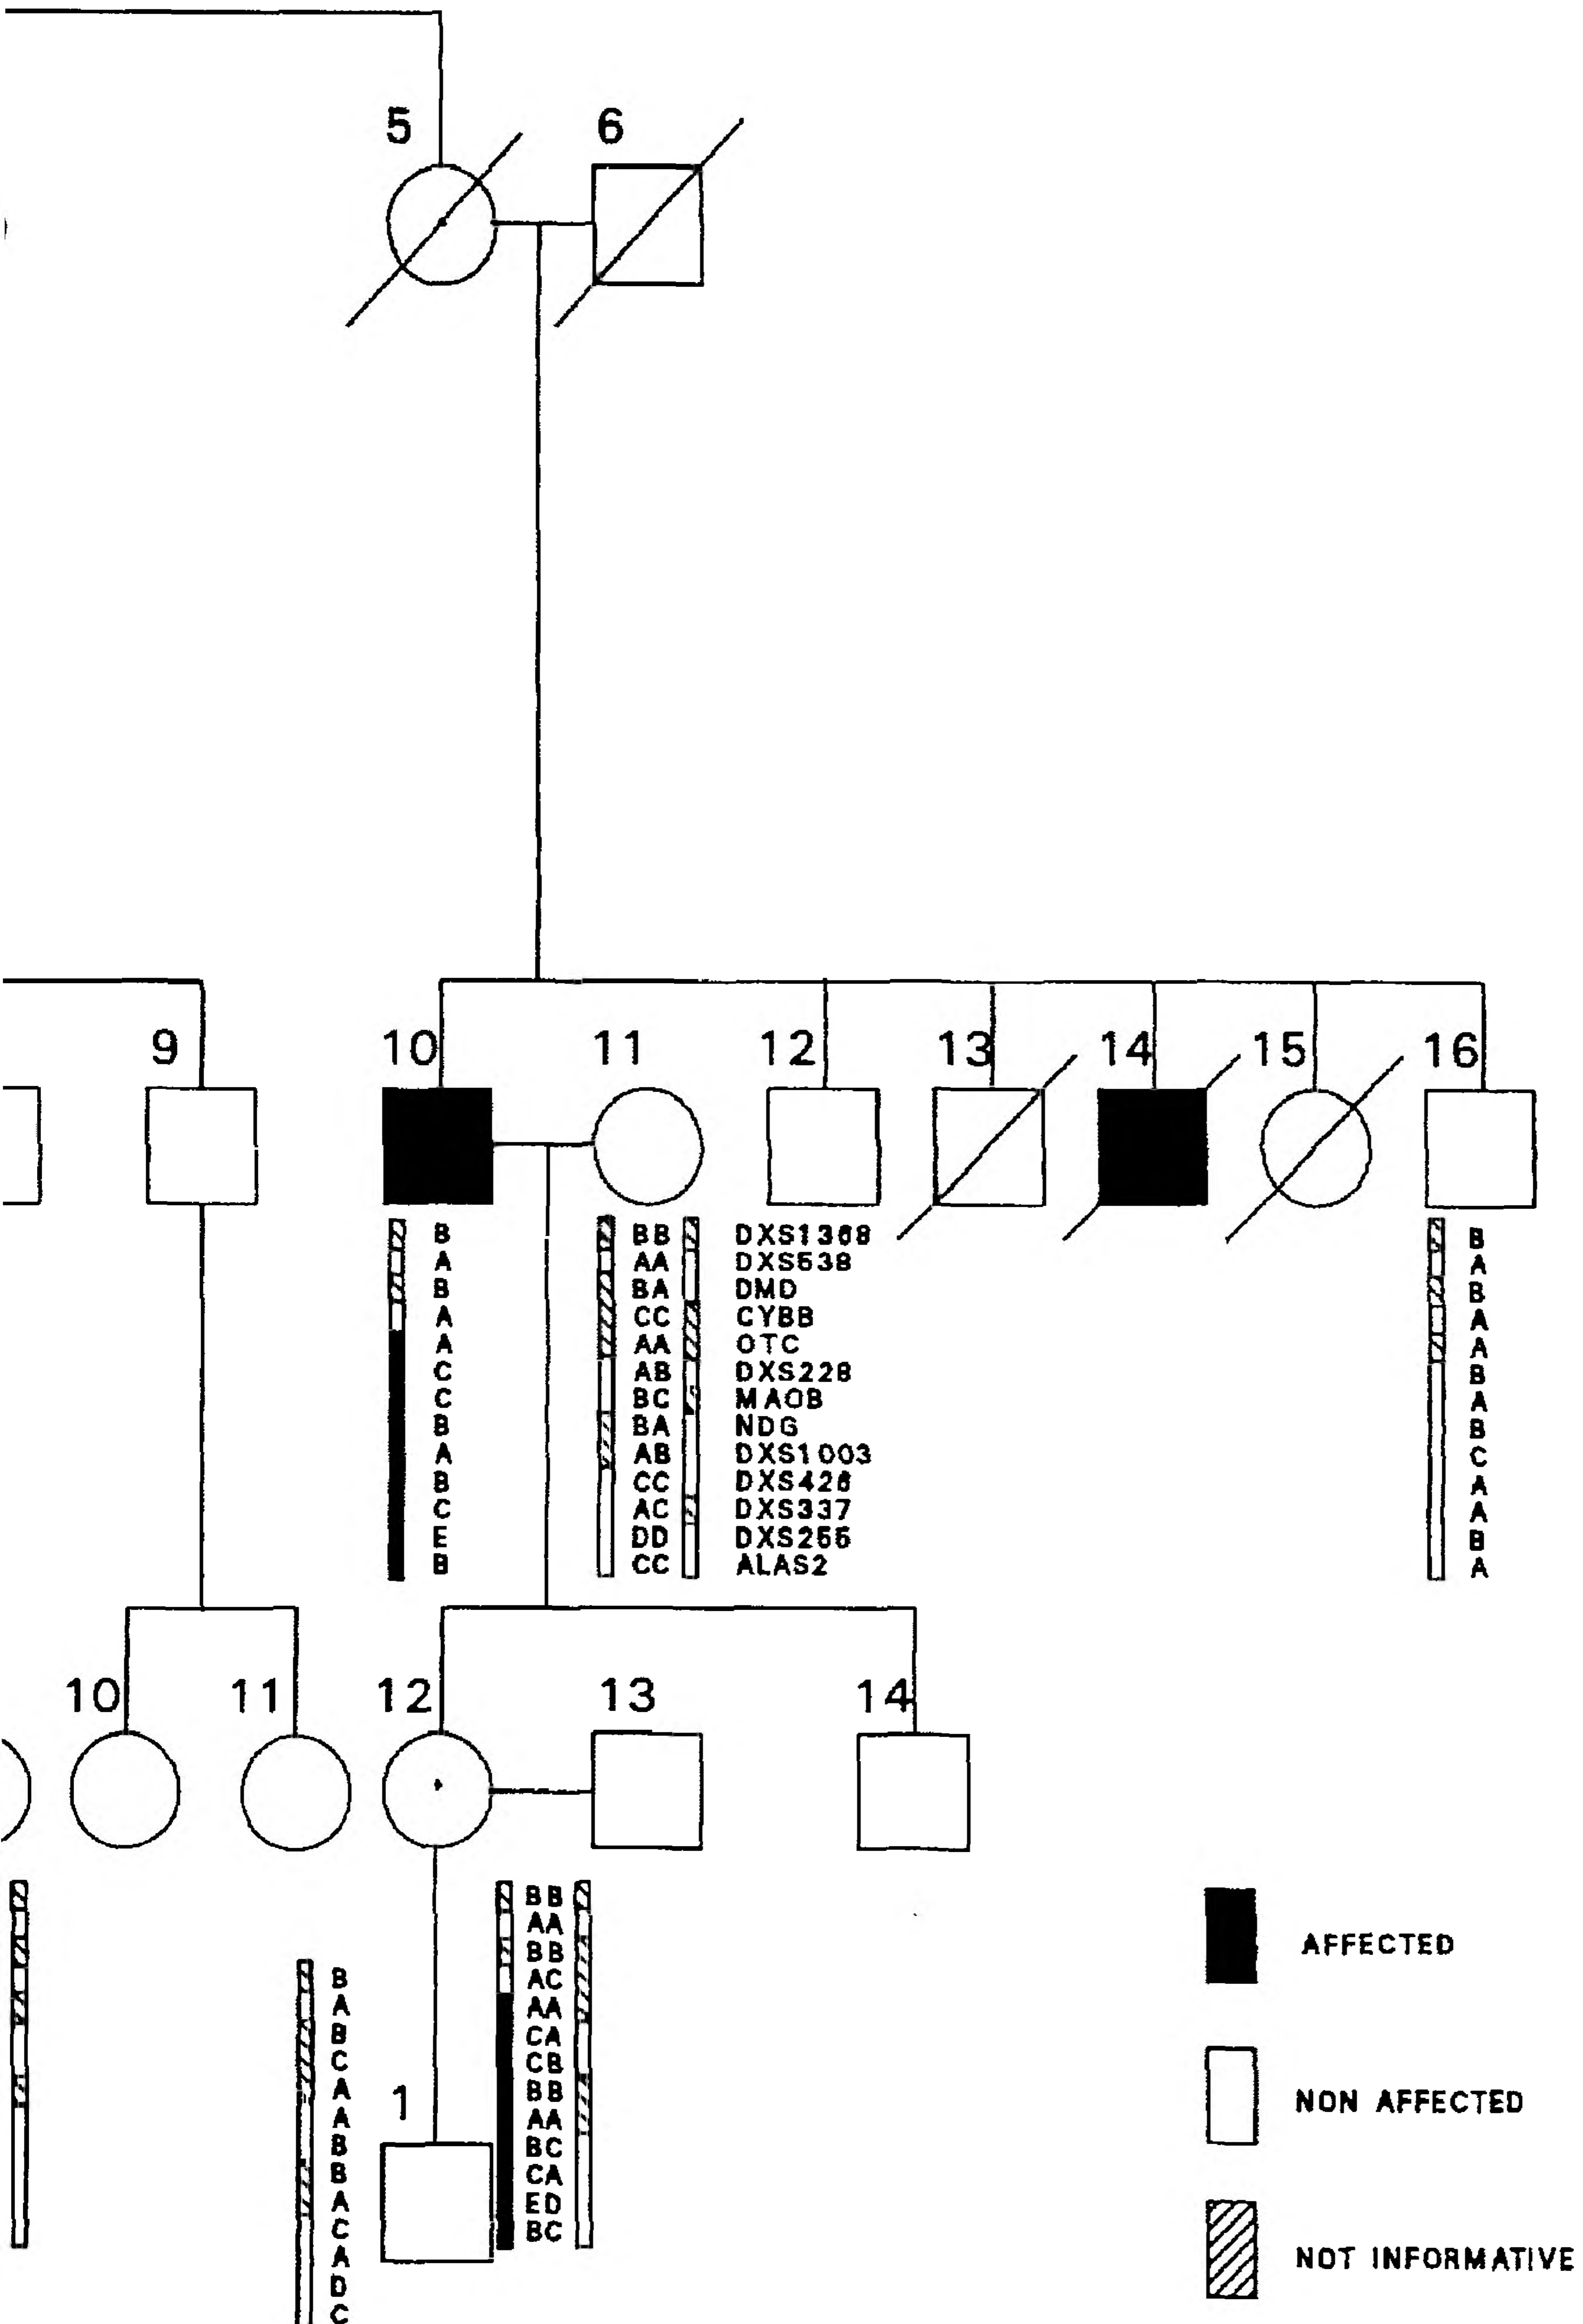 5 6
9 10 11 12 13 14 15 16
B BB DXS1368 B
A AA DXS538 A
B BA DMD B
A CC CYBB A
A AA OTC A
C AB DXS228 B
C BC MAOB A
B BA NDG B
A AB DXS1003 C
B CC DXS426 A
C AC DXS337 A
E DD DXS255 B
B CC ALAS2 A
10 11 12 13 14
BB
AA
BB
AC
AA
CA
CB
BB
AA
BC
CA
ED
BC
B
A
B
C
A
A
B
B
A
C
A
D
C
1
AFFECTED
NON AFFECTED
NOT INFORMATIVE